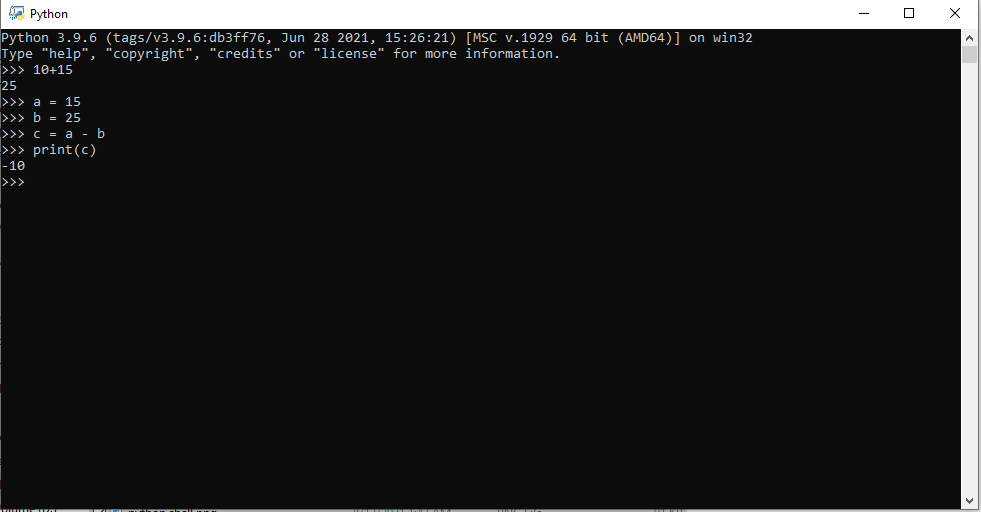 Python
Python 3.9.6 (tags/v3.9.6:db3ff76, Jun 28 2021, 15:26:21) [MSC v.1929 64 bit (AMD64)] on win32
Type "help", "copyright", "credits" or "license" for more information.
>>> 10+15
25
>>> a = 15
>>> b = 25
>>> c = a - b
>>> print(c)
-10
>>>